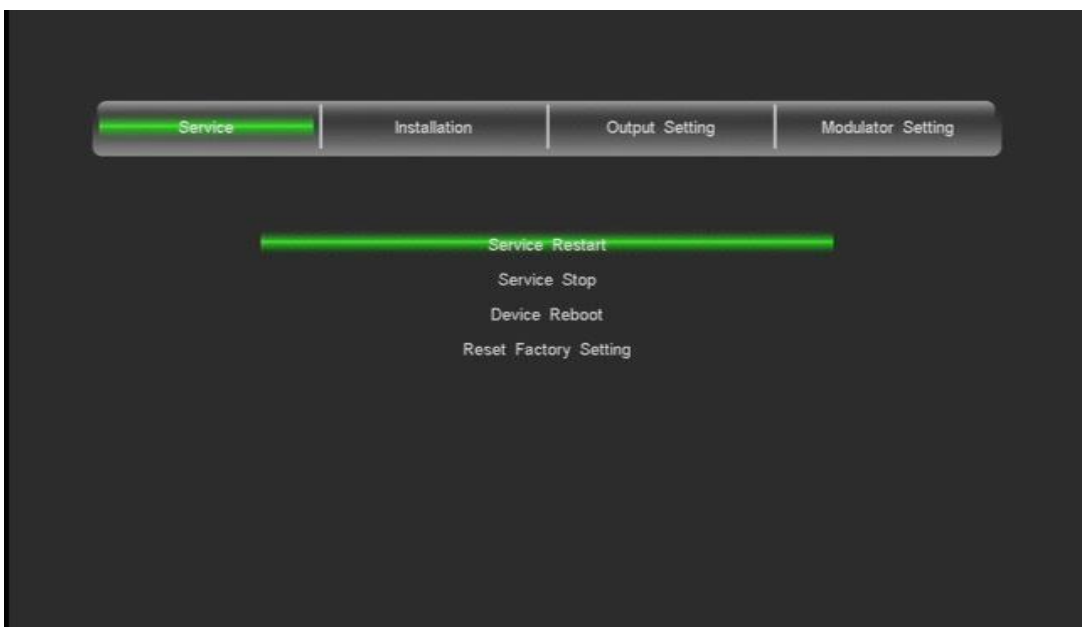 Service Installation Output Setting Modulator Setting
Service Restart
Service Stop
Device Reboot
Reset Factory Setting